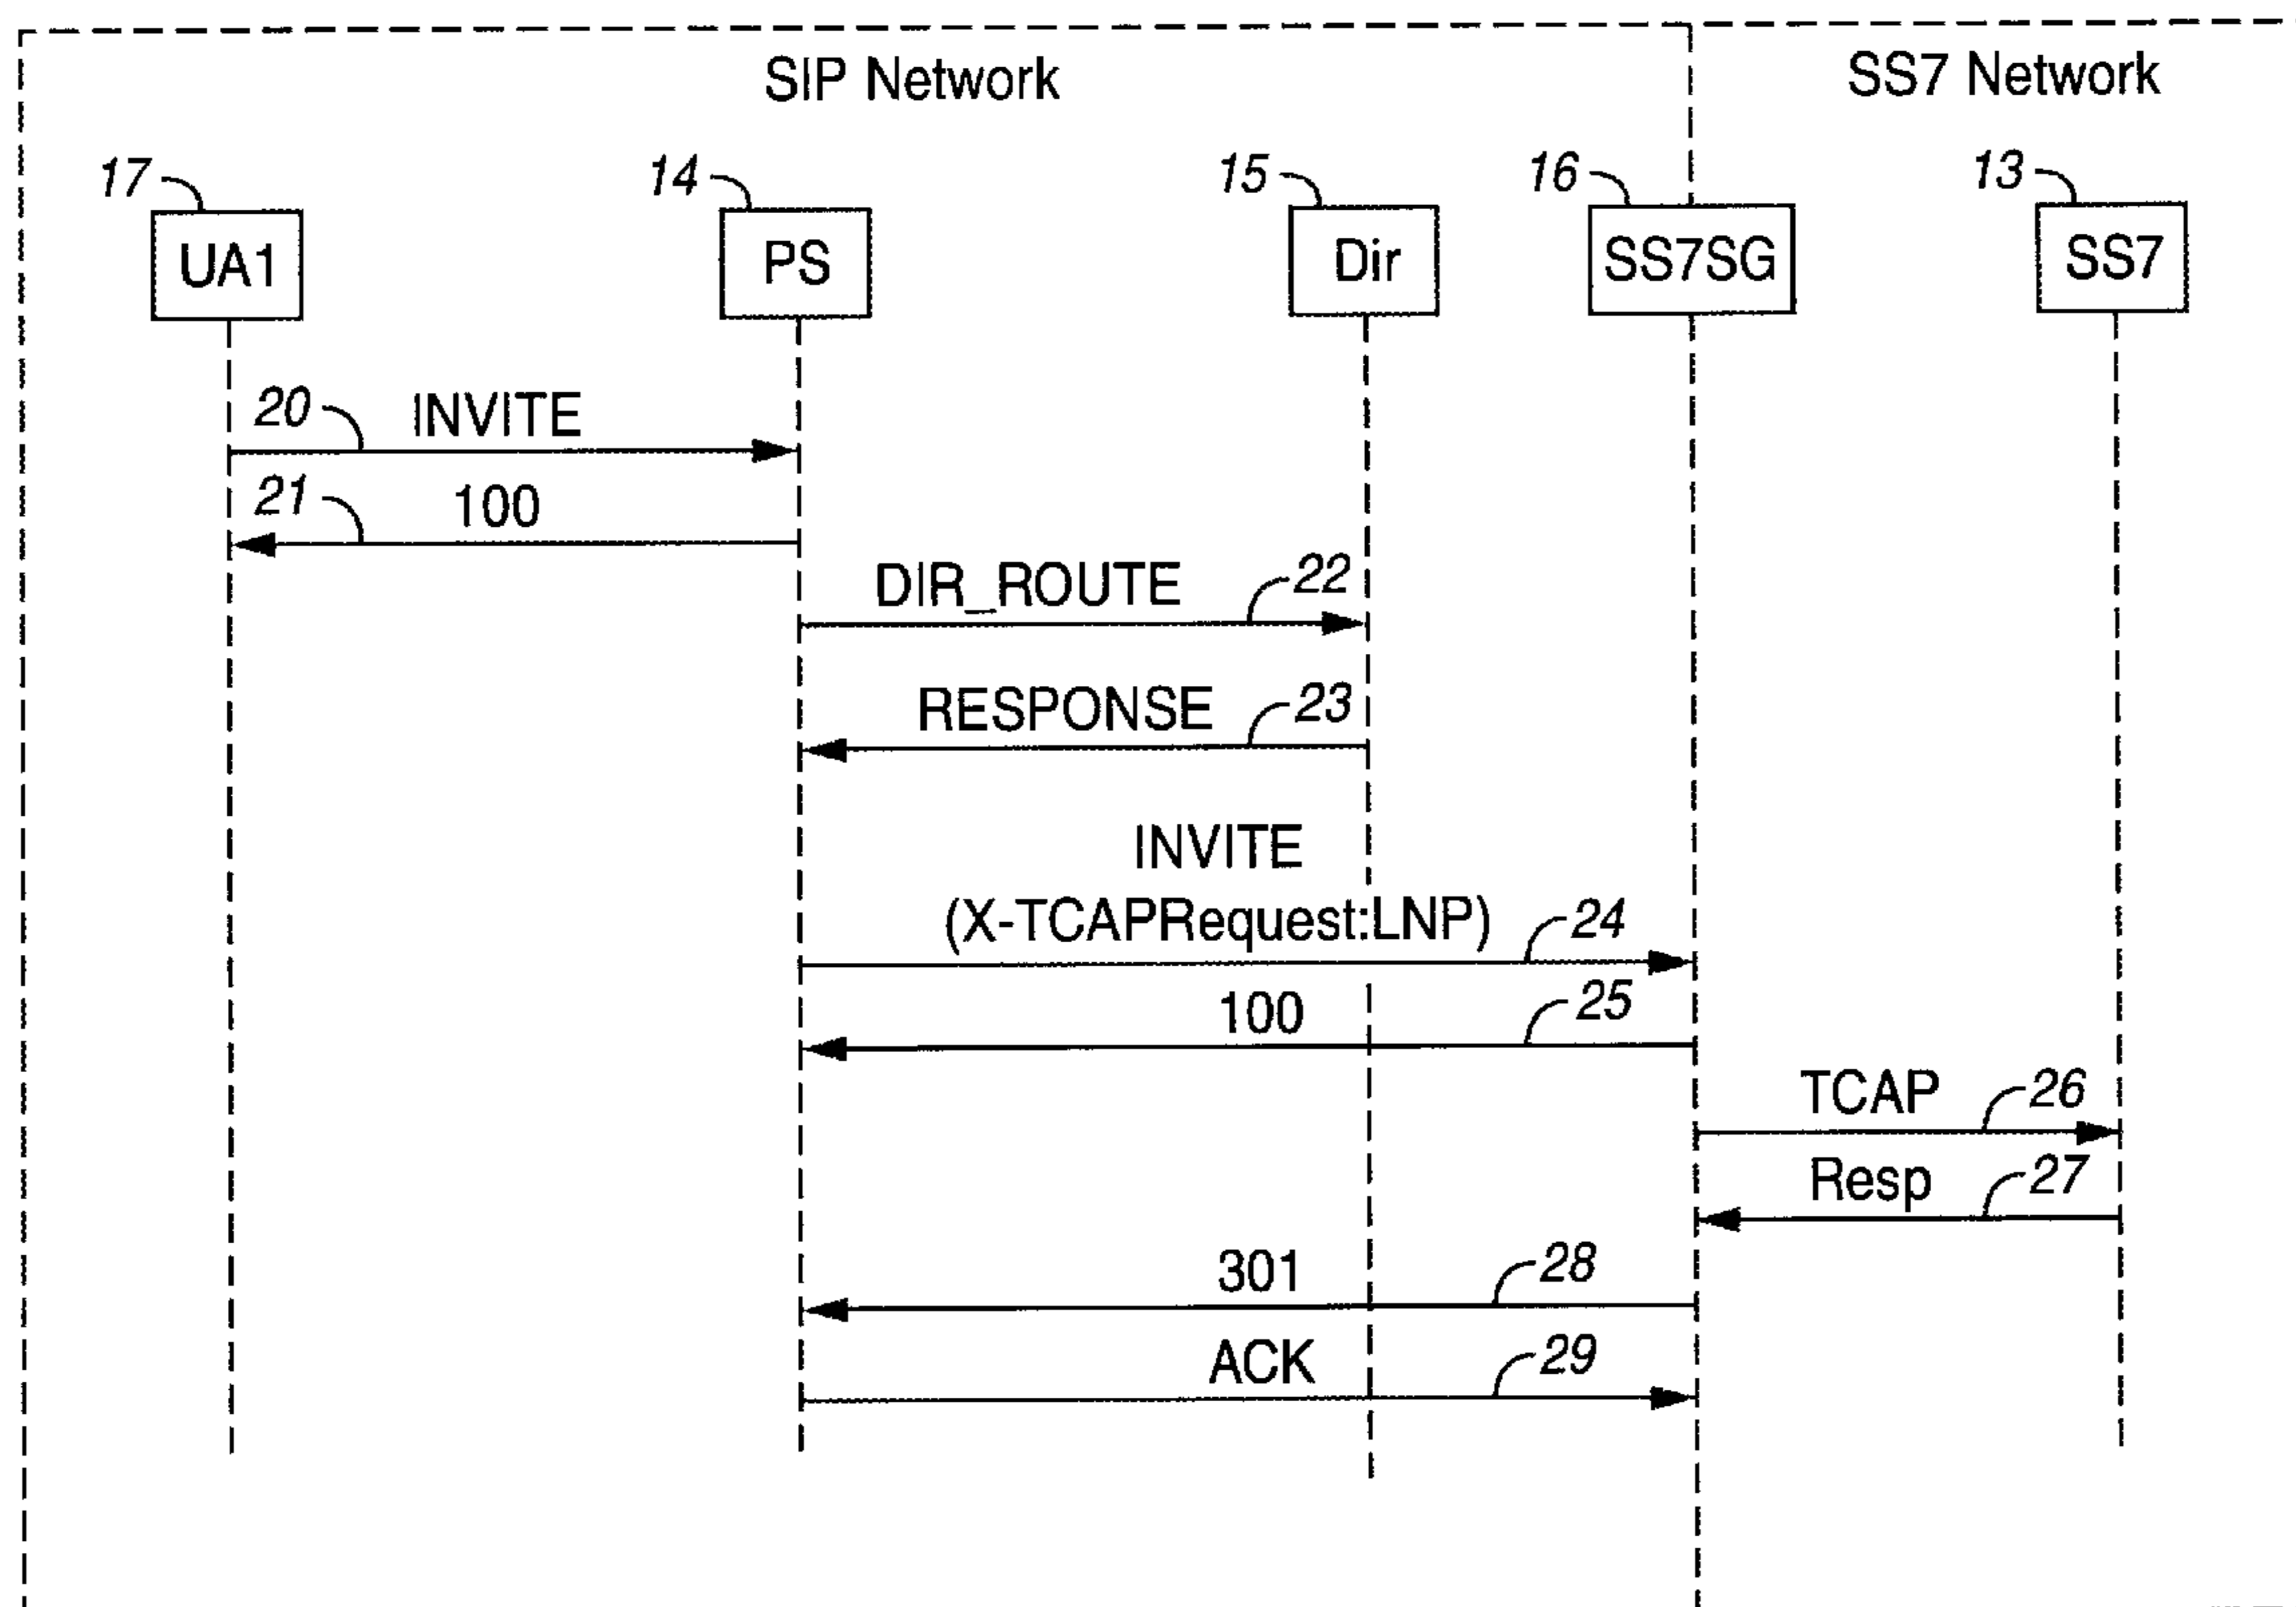 SIP Network
SS7 Network
17
14
15
16
13
UA1
PS
Dir
SS7SG
SS7
20
INVITE
21
100
DIR_ROUTE
22
RESPONSE
23
INVITE
(X-TCAPRequest:LNP)
24
100
25
TCAP
26
Resp
27
301
28
ACK
29